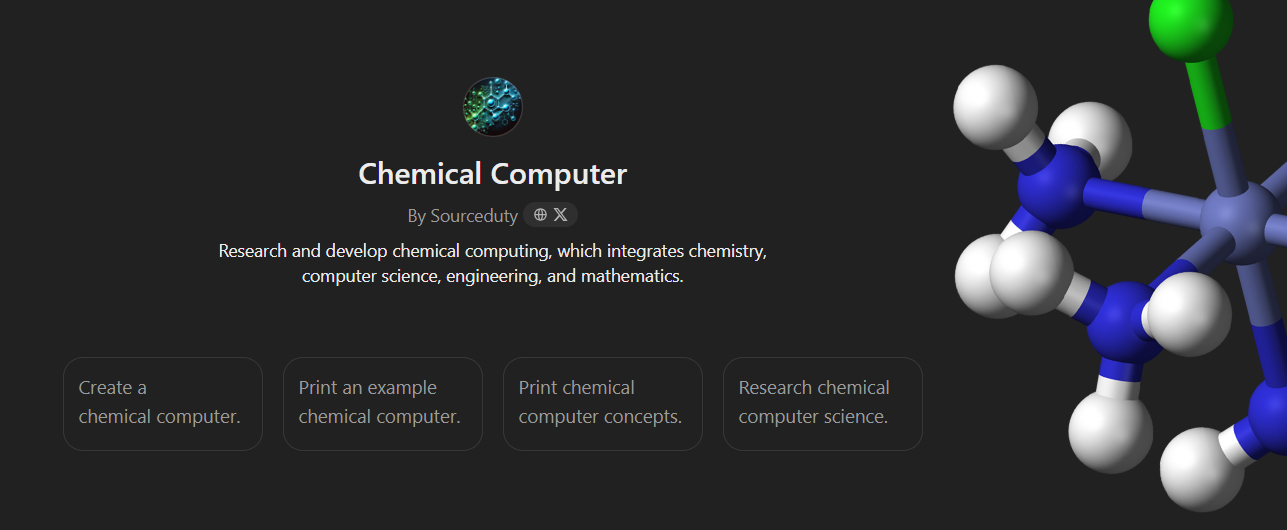 Chemical Computer
By Sourceduty
Research and develop chemical computing, which integrates chemistry,
computer science, engineering, and mathematics.
Create a
chemical computer.
Print an example
chemical computer.
Print chemical
computer concepts.
Research chemical
computer science.